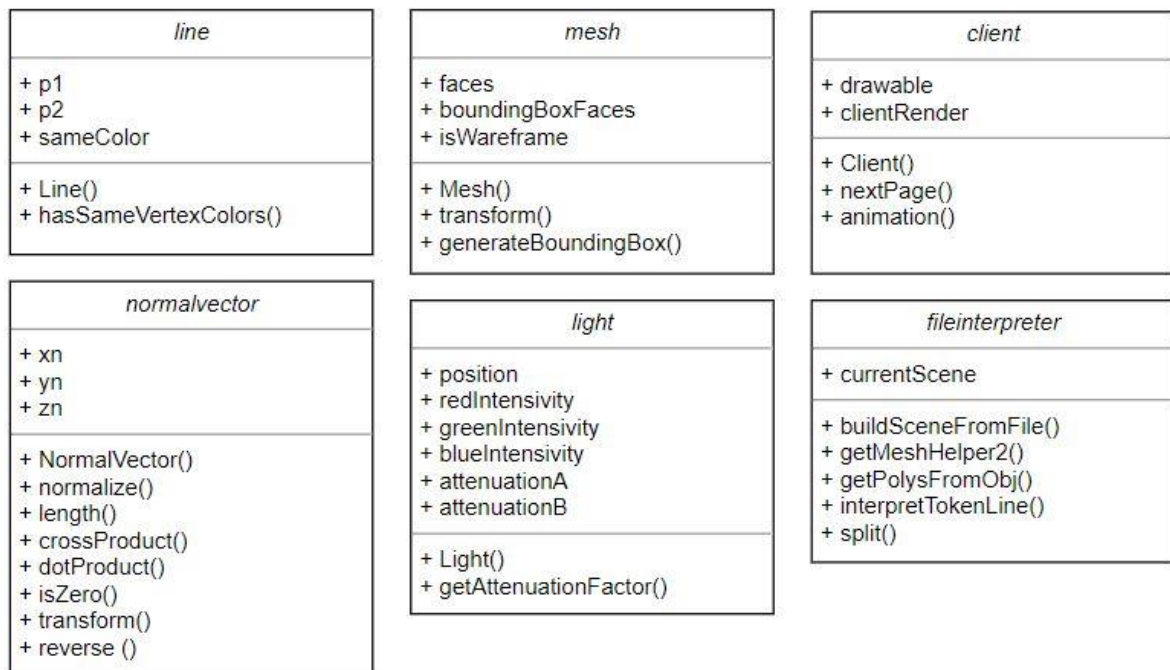 line
+ p1
+ p2
+ sameColor
+ Line()
+ hasSameVertexColors()
mesh
+ faces
+ boundingBoxFaces
+ isWareframe
+ Mesh()
+ transform()
+ generateBoundingBox()
client
+ drawable
+ clientRender
+ Client()
+ nextPage()
+ animation()
normalvector
+ xn
+ yn
+ zn
+ NormalVector()
+ normalize()
+ length()
+ crossProduct()
+ dotProduct()
+ isZero()
+ transform()
+ reverse ()
light
+ position
+ redIntensivity
+ greenIntensivity
+ blueIntensivity
+ attenuationA
+ attenuationB
+ Light()
+ getAttenuationFactor()
fileinterpreter
+ currentScene
+ buildSceneFromFile()
+ getMeshHelper2()
+ getPolysFromObj()
+ interpretTokenLine()
+ split()